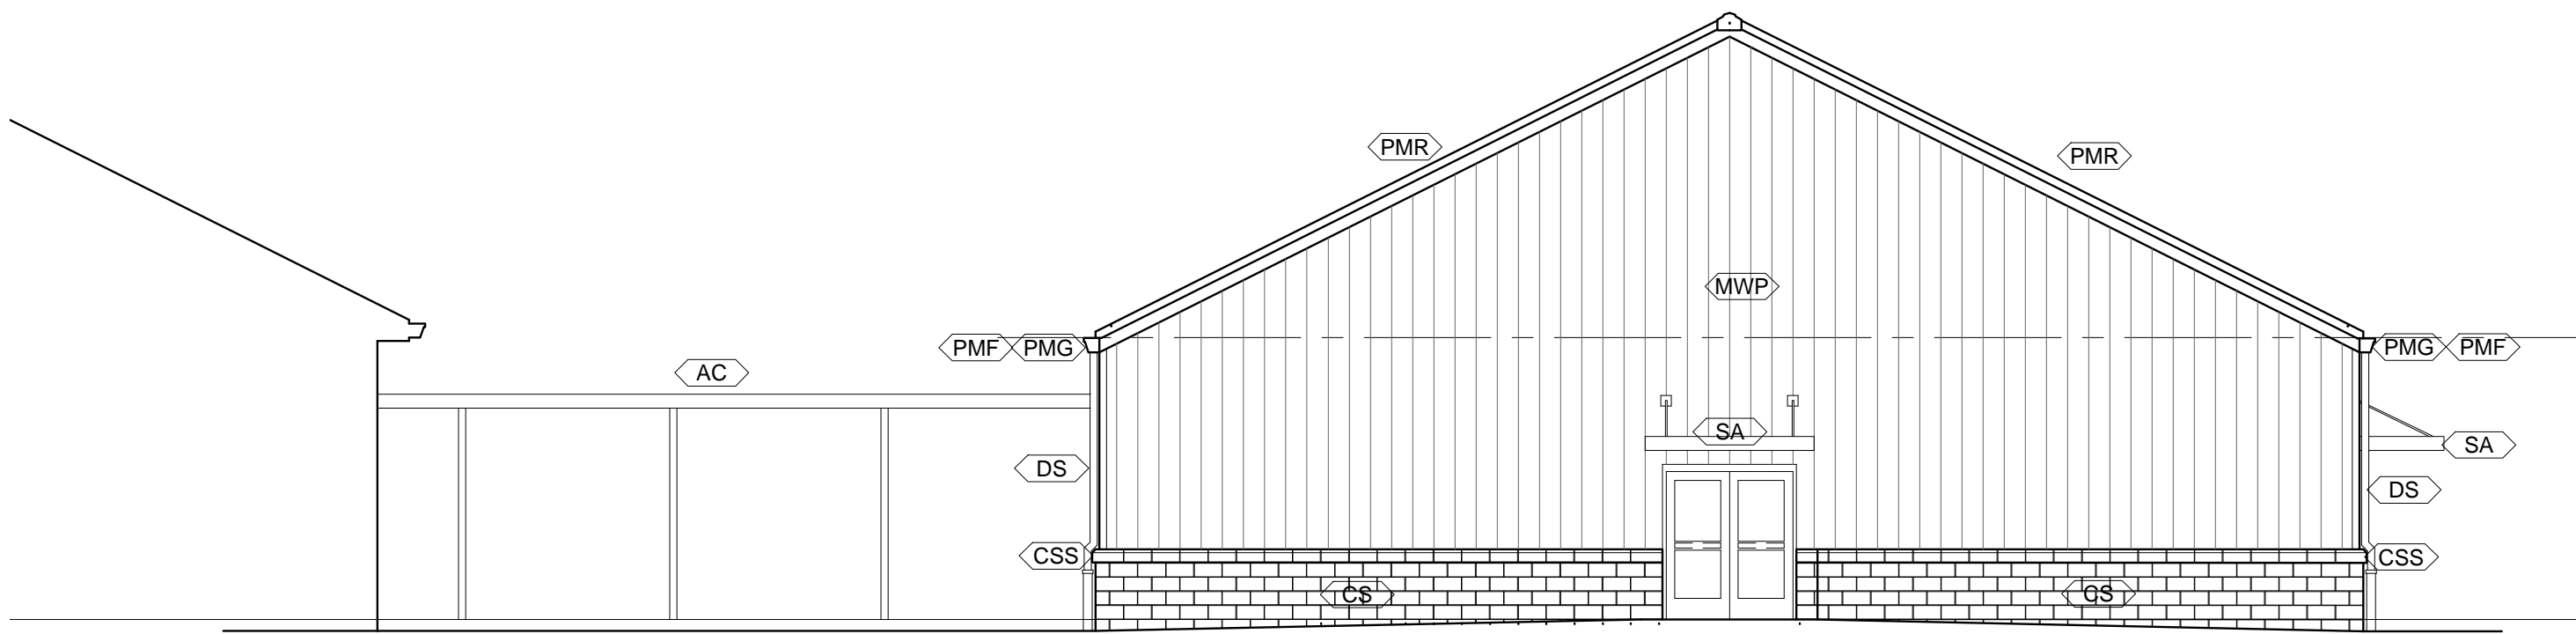 PMR
PMR
MWP
PMF PMG
PMG PMF
AC
SA
SA
DS
DS
CSS
CSS
CS
CS